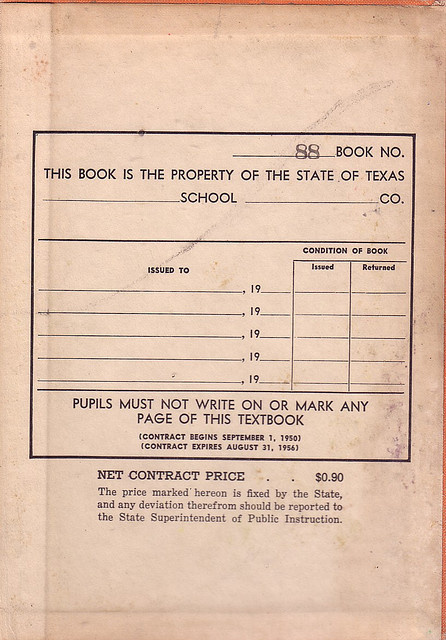 88 BOOK NO.
THIS BOOK IS THE PROPERTY OF THE STATE OF TEXAS
SCHOOL CO.
CONDITION OF BOOK
ISSUED TO Issued Returned
, 19
, 19
, 19
, 19
, 19
PUPILS MUST NOT WRITE ON OR MARK ANY
PAGE OF THIS TEXTBOOK
(CONTRACT BEGINS SEPTEMBER 1, 1950)
(CONTRACT EXPIRES AUGUST 31, 1956)
NET CONTRACT PRICE . . $0.90
The price marked hereon is fixed by the State,
and any deviation therefrom should be reported to
the State Superintendent of Public Instruction.